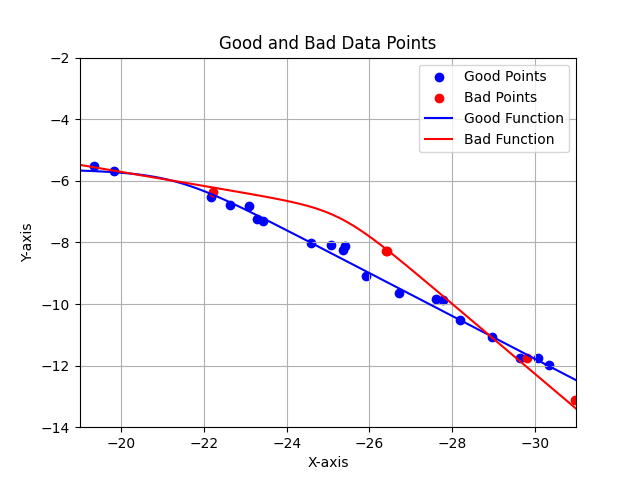 Good and Bad Data Points
Good Points
Bad Points
Good Function
Bad Function
Y-axis
−2
−4
−6
−8
−10
−12
−14
−20
−22
−24
−26
−28
−30
X-axis